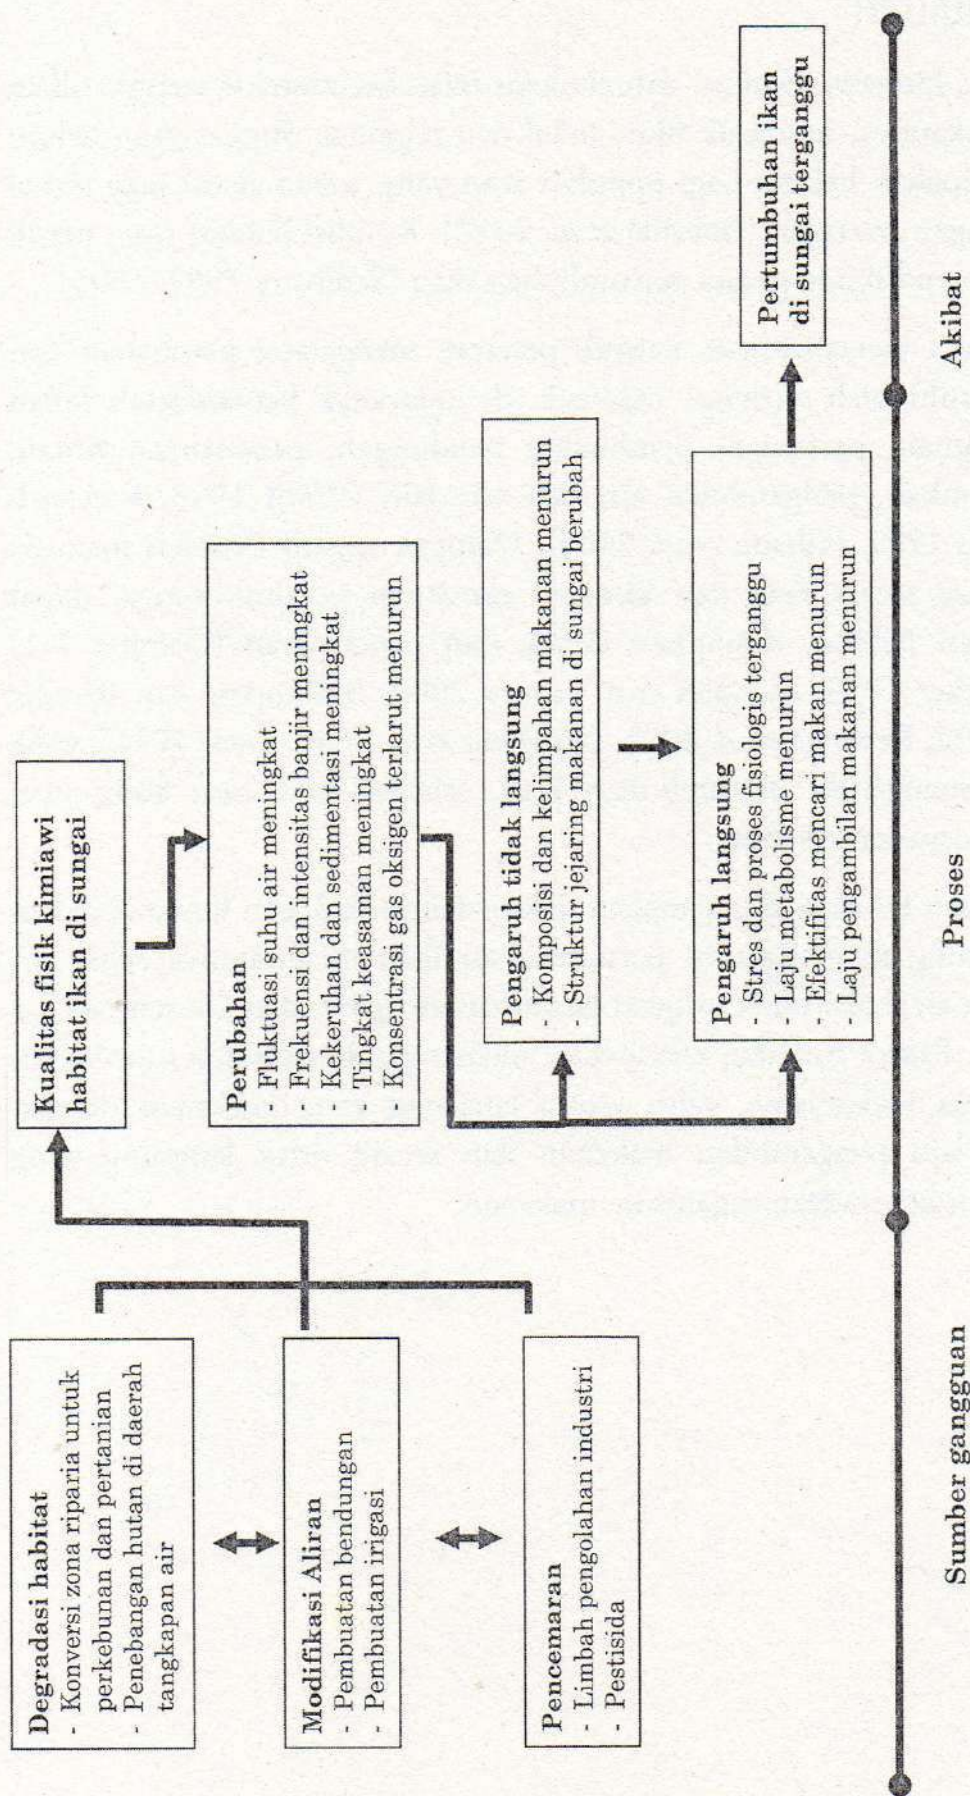 Degradasi habitat
- Konversi zona riparia untuk
perkebunan dan pertanian
- Penebangan hutan di daerah
tangkapan air
Modifikasi Aliran
- Pembuatan bendungan
- Pembuatan irigasi
Pencemaran
- Limbah pengolahan industri
- Pestisida
Kualitas fisik kimiawi
habitat ikan di sungai
Perubahan
- Fluktuasi suhu air meningkat
- Frekuensi dan intensitas banjir meningkat
- Kekeruhan dan sedimentasi meningkat
- Tingkat keasaman meningkat
- Konsentrasi gas oksigen terlarut menurun
Pengaruh tidak langsung
- Komposisi dan kelimpahan makanan menurun
- Struktur jejaring makanan di sungai berubah
Pengaruh langsung
- Stres dan proses fisiologis terganggu
- Laju metabolisme menurun
- Efektifitas mencari makan menurun
- Laju pengambilan makanan menurun
Pertumbuhan ikan
di sungai terganggu
Sumber gangguan
Proses
Akibat